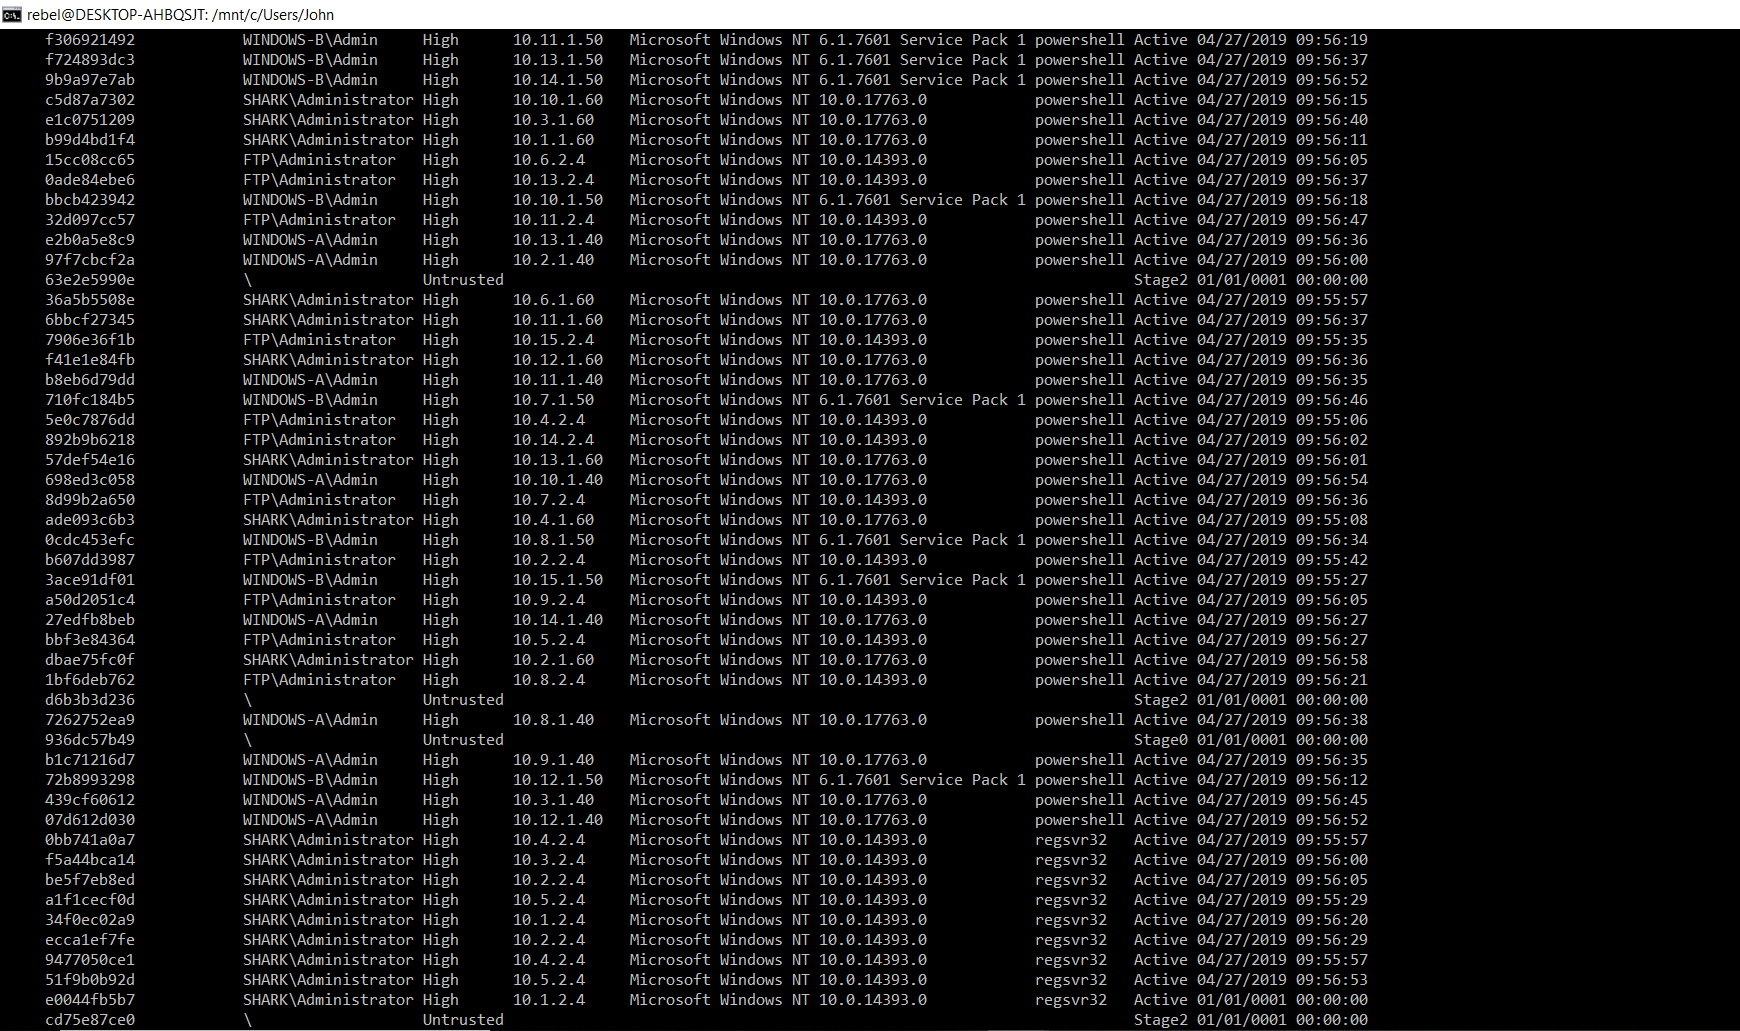 rebel@DESKTOP-AHBQSJT: /mnt/c/Users/John
f306921492 WINDOWS-B\Admin High 10.11.1.50 Microsoft Windows NT 6.1.7601 Service Pack 1 powershell Active 04/27/2019 09:56:19
f724893dc3 WINDOWS-B\Admin High 10.13.1.50 Microsoft Windows NT 6.1.7601 Service Pack 1 powershell Active 04/27/2019 09:56:37
9b9a97e7ab WINDOWS-B\Admin High 10.14.1.50 Microsoft Windows NT 6.1.7601 Service Pack 1 powershell Active 04/27/2019 09:56:52
c5d87a7302 SHARK\Administrator High 10.10.1.60 Microsoft Windows NT 10.0.17763.0 powershell Active 04/27/2019 09:56:15
e1c0751209 SHARK\Administrator High 10.3.1.60 Microsoft Windows NT 10.0.17763.0 powershell Active 04/27/2019 09:56:40
b99d4bd1f4 SHARK\Administrator High 10.1.1.60 Microsoft Windows NT 10.0.17763.0 powershell Active 04/27/2019 09:56:11
15cc08cc65 FTP\Administrator High 10.6.2.4 Microsoft Windows NT 10.0.14393.0 powershell Active 04/27/2019 09:56:05
0ade84ebe6 FTP\Administrator High 10.13.2.4 Microsoft Windows NT 10.0.14393.0 powershell Active 04/27/2019 09:56:37
bbcb423942 WINDOWS-B\Admin High 10.10.1.50 Microsoft Windows NT 6.1.7601 Service Pack 1 powershell Active 04/27/2019 09:56:18
32d097cc57 FTP\Administrator High 10.11.2.4 Microsoft Windows NT 10.0.14393.0 powershell Active 04/27/2019 09:56:47
e2b0a5e8c9 WINDOWS-A\Admin High 10.13.1.40 Microsoft Windows NT 10.0.17763.0 powershell Active 04/27/2019 09:56:36
97f7cbcf2a WINDOWS-A\Admin High 10.2.1.40 Microsoft Windows NT 10.0.17763.0 powershell Active 04/27/2019 09:56:00
63e2e5990e \ Untrusted Stage2 01/01/0001 00:00:00
36a5b5508e SHARK\Administrator High 10.6.1.60 Microsoft Windows NT 10.0.17763.0 powershell Active 04/27/2019 09:55:57
6bbcf27345 SHARK\Administrator High 10.11.1.60 Microsoft Windows NT 10.0.17763.0 powershell Active 04/27/2019 09:56:37
7906e36f1b FTP\Administrator High 10.15.2.4 Microsoft Windows NT 10.0.14393.0 powershell Active 04/27/2019 09:55:35
f41e1e84fb SHARK\Administrator High 10.12.1.60 Microsoft Windows NT 10.0.17763.0 powershell Active 04/27/2019 09:56:36
b8eb6d79dd WINDOWS-A\Admin High 10.11.1.40 Microsoft Windows NT 10.0.17763.0 powershell Active 04/27/2019 09:56:35
710fc184b5 WINDOWS-B\Admin High 10.7.1.50 Microsoft Windows NT 6.1.7601 Service Pack 1 powershell Active 04/27/2019 09:56:46
5e0c7876dd FTP\Administrator High 10.4.2.4 Microsoft Windows NT 10.0.14393.0 powershell Active 04/27/2019 09:55:06
892b9b6218 FTP\Administrator High 10.14.2.4 Microsoft Windows NT 10.0.14393.0 powershell Active 04/27/2019 09:56:02
57def54e16 SHARK\Administrator High 10.13.1.60 Microsoft Windows NT 10.0.17763.0 powershell Active 04/27/2019 09:56:01
698ed3c058 WINDOWS-A\Admin High 10.10.1.40 Microsoft Windows NT 10.0.17763.0 powershell Active 04/27/2019 09:56:54
8d99b2a650 FTP\Administrator High 10.7.2.4 Microsoft Windows NT 10.0.14393.0 powershell Active 04/27/2019 09:56:36
ade093c6b3 SHARK\Administrator High 10.4.1.60 Microsoft Windows NT 10.0.17763.0 powershell Active 04/27/2019 09:55:08
0cdc453efc WINDOWS-B\Admin High 10.8.1.50 Microsoft Windows NT 6.1.7601 Service Pack 1 powershell Active 04/27/2019 09:56:34
b607dd3987 FTP\Administrator High 10.2.2.4 Microsoft Windows NT 10.0.14393.0 powershell Active 04/27/2019 09:55:42
3ace91df01 WINDOWS-B\Admin High 10.15.1.50 Microsoft Windows NT 6.1.7601 Service Pack 1 powershell Active 04/27/2019 09:55:27
a50d2051c4 FTP\Administrator High 10.9.2.4 Microsoft Windows NT 10.0.14393.0 powershell Active 04/27/2019 09:56:05
27edfb8beb WINDOWS-A\Admin High 10.14.1.40 Microsoft Windows NT 10.0.17763.0 powershell Active 04/27/2019 09:56:27
bbf3e84364 FTP\Administrator High 10.5.2.4 Microsoft Windows NT 10.0.14393.0 powershell Active 04/27/2019 09:56:27
dbae75fc0f SHARK\Administrator High 10.2.1.60 Microsoft Windows NT 10.0.17763.0 powershell Active 04/27/2019 09:56:58
1bf6deb762 FTP\Administrator High 10.8.2.4 Microsoft Windows NT 10.0.14393.0 powershell Active 04/27/2019 09:56:21
d6b3b3d236 \ Untrusted Stage2 01/01/0001 00:00:00
7262752ea9 WINDOWS-A\Admin High 10.8.1.40 Microsoft Windows NT 10.0.17763.0 powershell Active 04/27/2019 09:56:38
936dc57b49 \ Untrusted Stage0 01/01/0001 00:00:00
b1c71216d7 WINDOWS-A\Admin High 10.9.1.40 Microsoft Windows NT 10.0.17763.0 powershell Active 04/27/2019 09:56:35
72b8993298 WINDOWS-B\Admin High 10.12.1.50 Microsoft Windows NT 6.1.7601 Service Pack 1 powershell Active 04/27/2019 09:56:12
439cf60612 WINDOWS-A\Admin High 10.3.1.40 Microsoft Windows NT 10.0.17763.0 powershell Active 04/27/2019 09:56:45
07d612d030 WINDOWS-A\Admin High 10.12.1.40 Microsoft Windows NT 10.0.17763.0 powershell Active 04/27/2019 09:56:52
0bb741a0a7 SHARK\Administrator High 10.4.2.4 Microsoft Windows NT 10.0.14393.0 regsvr32 Active 04/27/2019 09:55:57
f5a44bca14 SHARK\Administrator High 10.3.2.4 Microsoft Windows NT 10.0.14393.0 regsvr32 Active 04/27/2019 09:56:00
be5f7eb8ed SHARK\Administrator High 10.2.2.4 Microsoft Windows NT 10.0.14393.0 regsvr32 Active 04/27/2019 09:56:05
a1f1cecf0d SHARK\Administrator High 10.5.2.4 Microsoft Windows NT 10.0.14393.0 regsvr32 Active 04/27/2019 09:55:29
34f0ec02a9 SHARK\Administrator High 10.1.2.4 Microsoft Windows NT 10.0.14393.0 regsvr32 Active 04/27/2019 09:56:20
ecca1ef7fe SHARK\Administrator High 10.2.2.4 Microsoft Windows NT 10.0.14393.0 regsvr32 Active 04/27/2019 09:56:29
9477050ce1 SHARK\Administrator High 10.4.2.4 Microsoft Windows NT 10.0.14393.0 regsvr32 Active 04/27/2019 09:55:57
51f9b0b92d SHARK\Administrator High 10.5.2.4 Microsoft Windows NT 10.0.14393.0 regsvr32 Active 04/27/2019 09:56:53
e0044fb5b7 SHARK\Administrator High 10.1.2.4 Microsoft Windows NT 10.0.14393.0 regsvr32 Active 01/01/0001 00:00:00
cd75e87ce0 \ Untrusted Stage2 01/01/0001 00:00:00